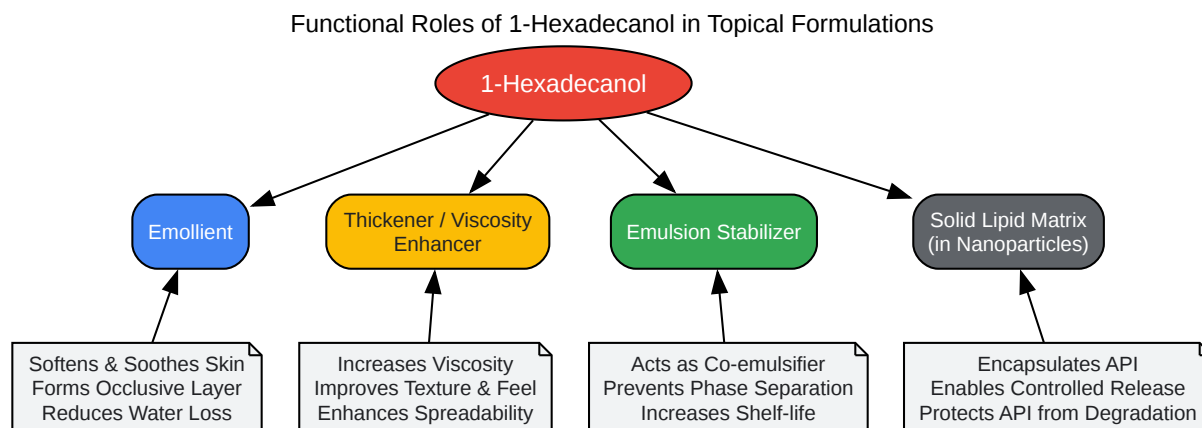 Functional Roles of 1-Hexadecanol in Topical Formulations
1-Hexadecanol
Emollient
Thickener / Viscosity
Enhancer
Emulsion Stabilizer
Solid Lipid Matrix
(in Nanoparticles)
Softens & Soothes Skin
Forms Occlusive Layer
Reduces Water Loss
Increases Viscosity
Improves Texture & Feel
Enhances Spreadability
Acts as Co-emulsifier
Prevents Phase Separation
Increases Shelf-life
Encapsulates API
Enables Controlled Release
Protects API from Degradation